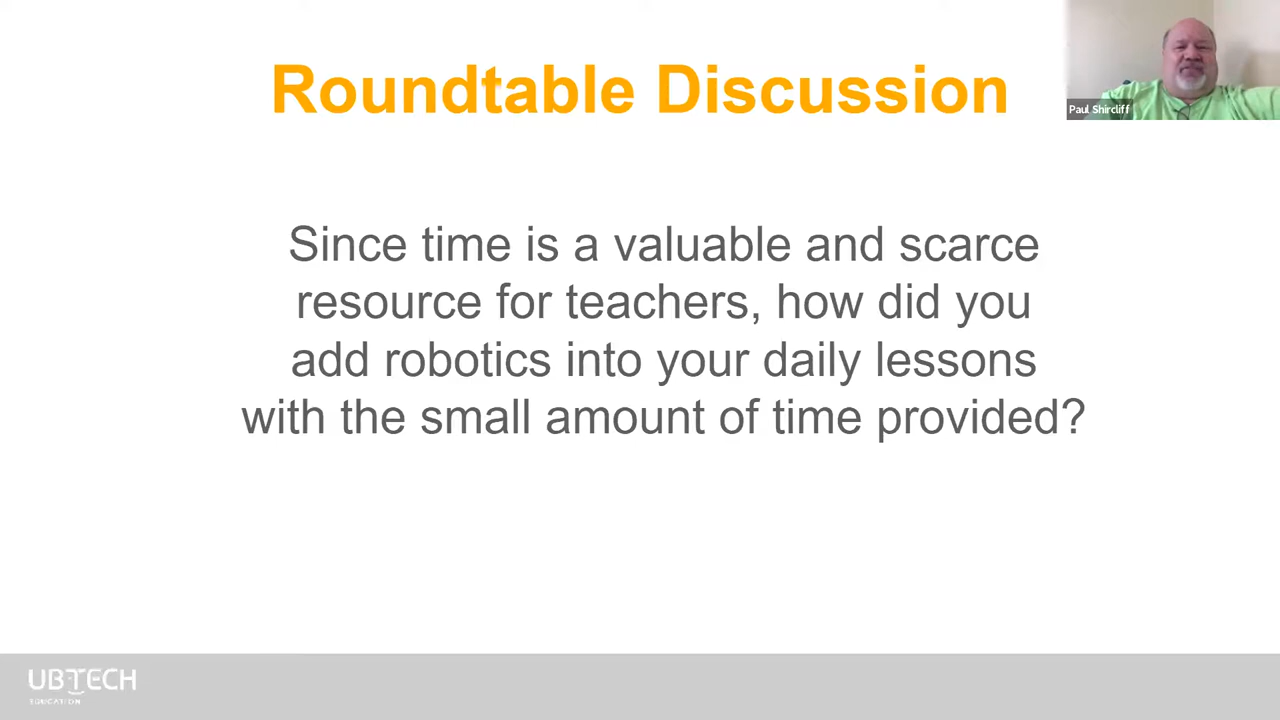 Roundtable Discussion
Paul Shircliff
Since time is a valuable and scarce
resource for teachers, how did you
add robotics into your daily lessons
with the small amount of time provided?
UBTECH
EDUCATION